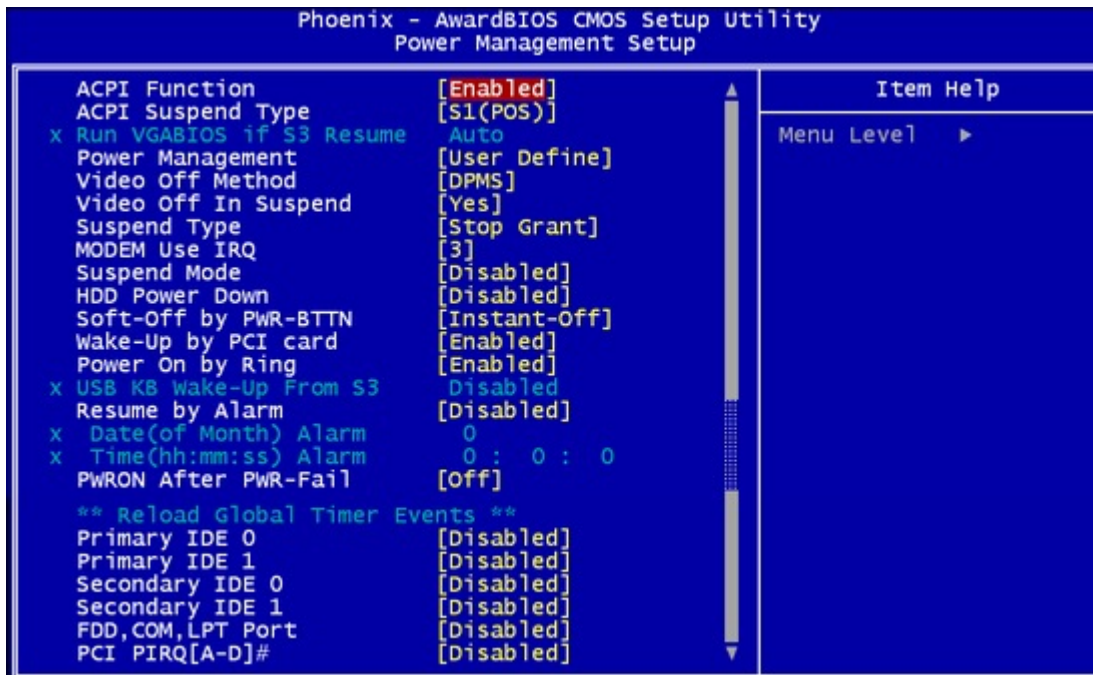 Phoenix - AwardBIOS CMOS Setup Utility
Power Management Setup
ACPI Function [Enabled]
ACPI Suspend Type [S1(POS)]
x Run VGABIOS if S3 Resume Auto
Power Management [User Define]
Video Off Method [DPMS]
Video Off In Suspend [Yes]
Suspend Type [Stop Grant]
MODEM Use IRQ [3]
Suspend Mode [Disabled]
HDD Power Down [Disabled]
Soft-Off by PWR-BTTN [Instant-Off]
Wake-Up by PCI card [Enabled]
Power On by Ring [Enabled]
x USB KB Wake-Up From S3 Disabled
Resume by Alarm [Disabled]
x Date(of Month) Alarm 0
x Time(hh:mm:ss) Alarm 0 : 0 : 0
PWRON After PWR-Fail [Off]
** Reload Global Timer Events **
Primary IDE 0 [Disabled]
Primary IDE 1 [Disabled]
Secondary IDE 0 [Disabled]
Secondary IDE 1 [Disabled]
FDD,COM,LPT Port [Disabled]
PCI PIRQ[A-D]# [Disabled]
Item Help
Menu Level ►